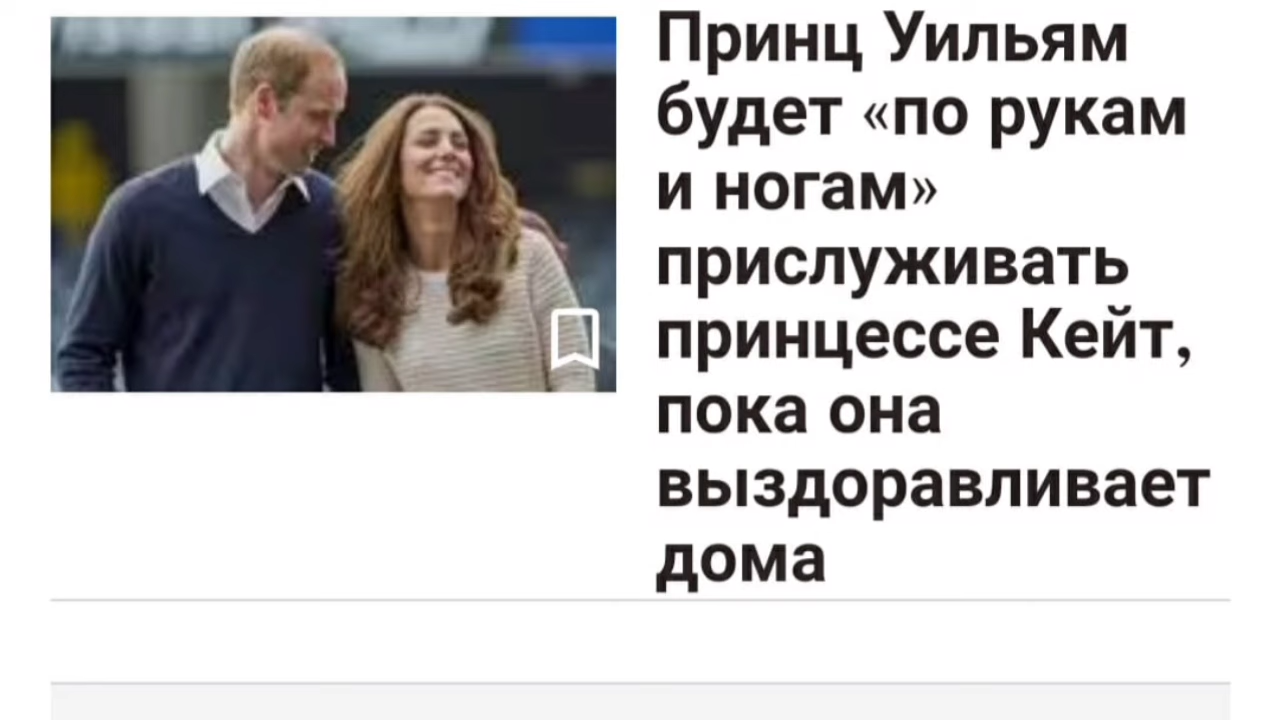 Принц Уильям
будет «по рукам
и ногам»
прислуживать
принцессе Кейт,
пока она
выздоравливает
дома